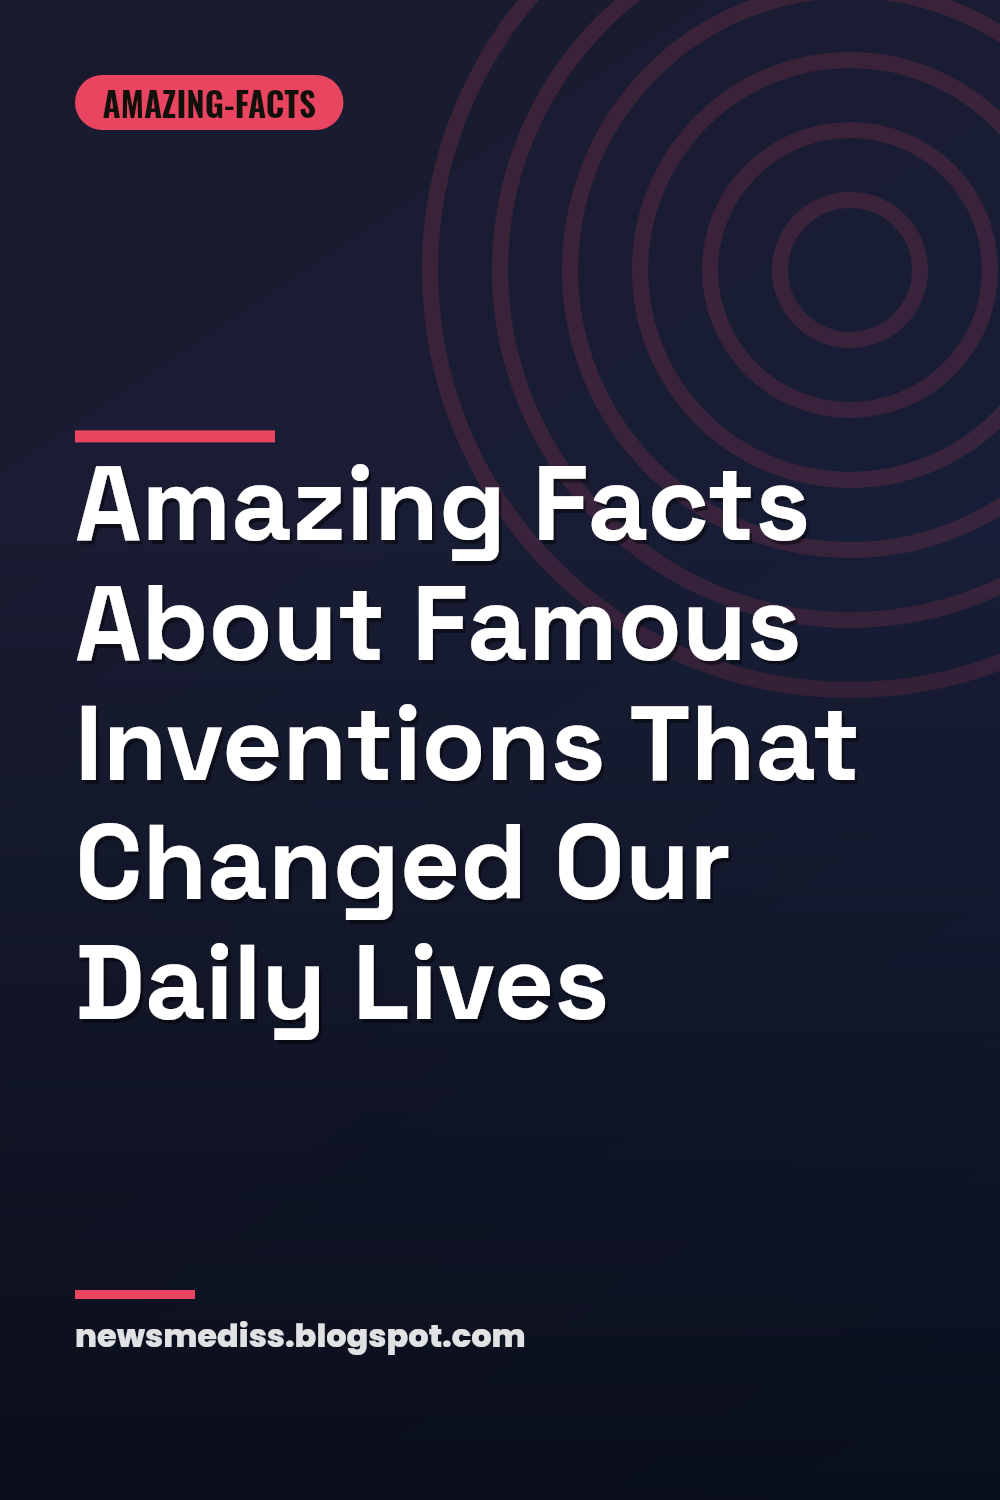 AMAZING-FACTS
Amazing Facts
About Famous
Inventions That
Changed Our
Daily Lives
newsmediss.blogspot.com